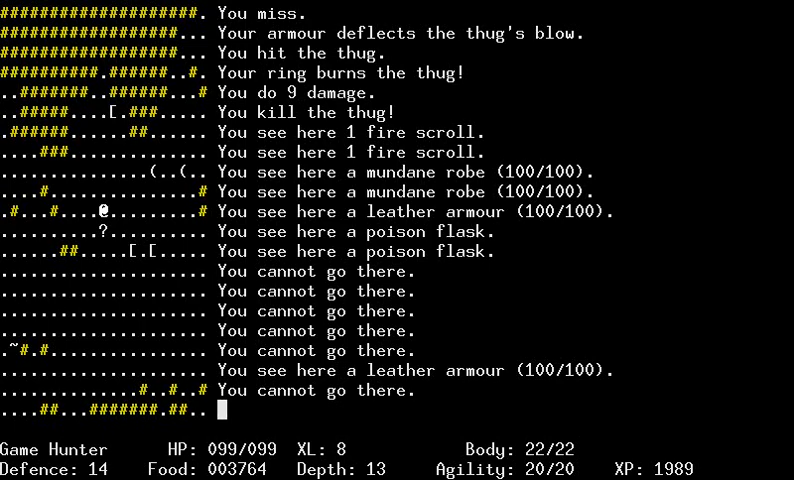 ####################. You miss.
##################... Your armour deflects the thug's blow.
##################... You hit the thug.
##########.######..#. Your ring burns the thug!
..#######..######...# You do 9 damage.
..#####....[.###..... You kill the thug!
.######......##...... You see here 1 fire scroll.
....###.............. You see here 1 fire scroll.
...............(..(.. You see here a mundane robe (100/100).
....#...............# You see here a mundane robe (100/100).
.#...#....@.........# You see here a leather armour (100/100).
..........?.......... You see here a poison flask.
......##.....[.[..... You see here a poison flask.
..................... You cannot go there.
..................... You cannot go there.
..................... You cannot go there.
..................... You cannot go there.
.~#.#................ You cannot go there.
..................... You see here a leather armour (100/100).
..............#..#..# You cannot go there.
....##...#######.##..
Game Hunter HP: 099/099 XL: 8 Body: 22/22
Defence: 14 Food: 003764 Depth: 13 Agility: 20/20 XP: 1989